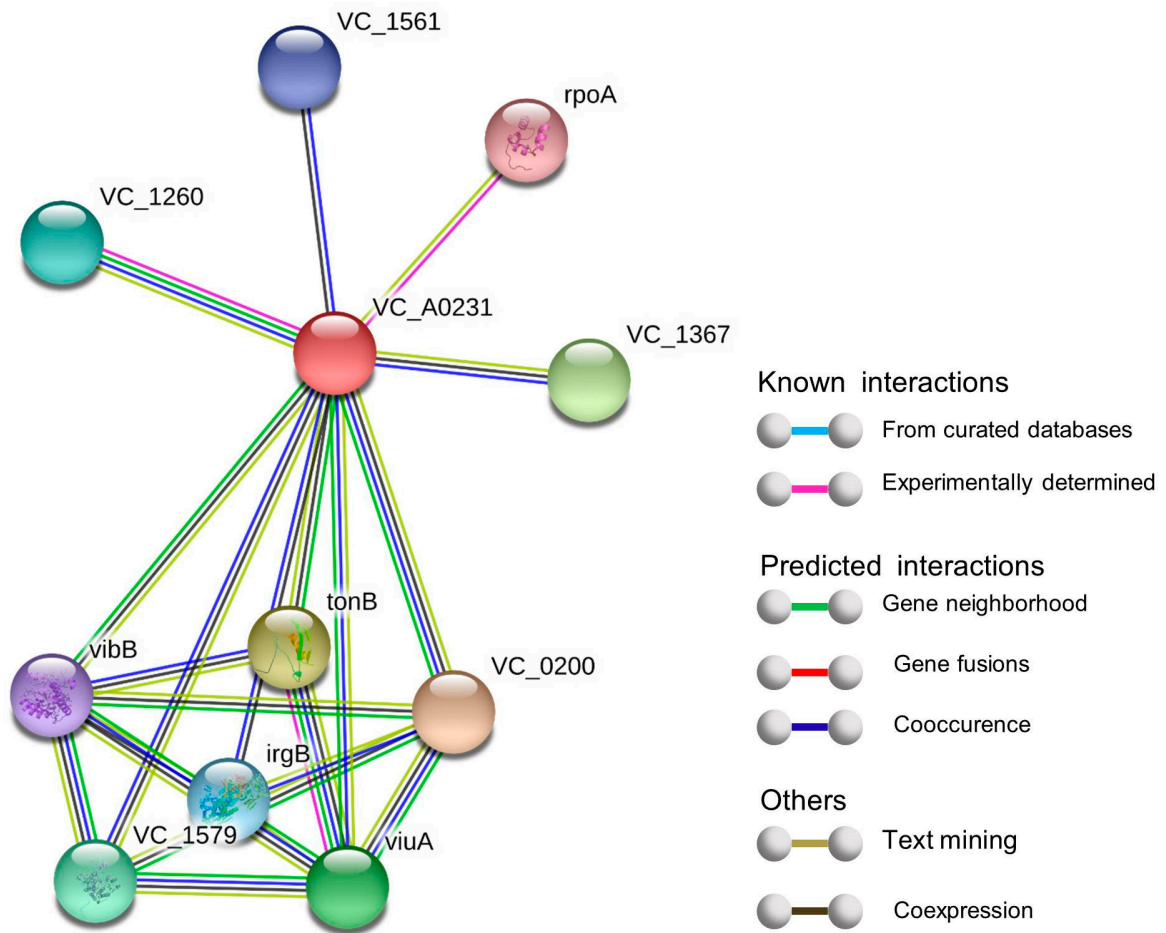 VC_1561
rpoA
VC_1260
VC_A0231
VC_1367
Known interactions
From curated databases
Experimentally determined
Predicted interactions
Gene neighborhood
Gene fusions
Cooccurence
Others
Text mining
Coexpression
tonB
vibB
VC_0200
irgB
VC_1579
viuA